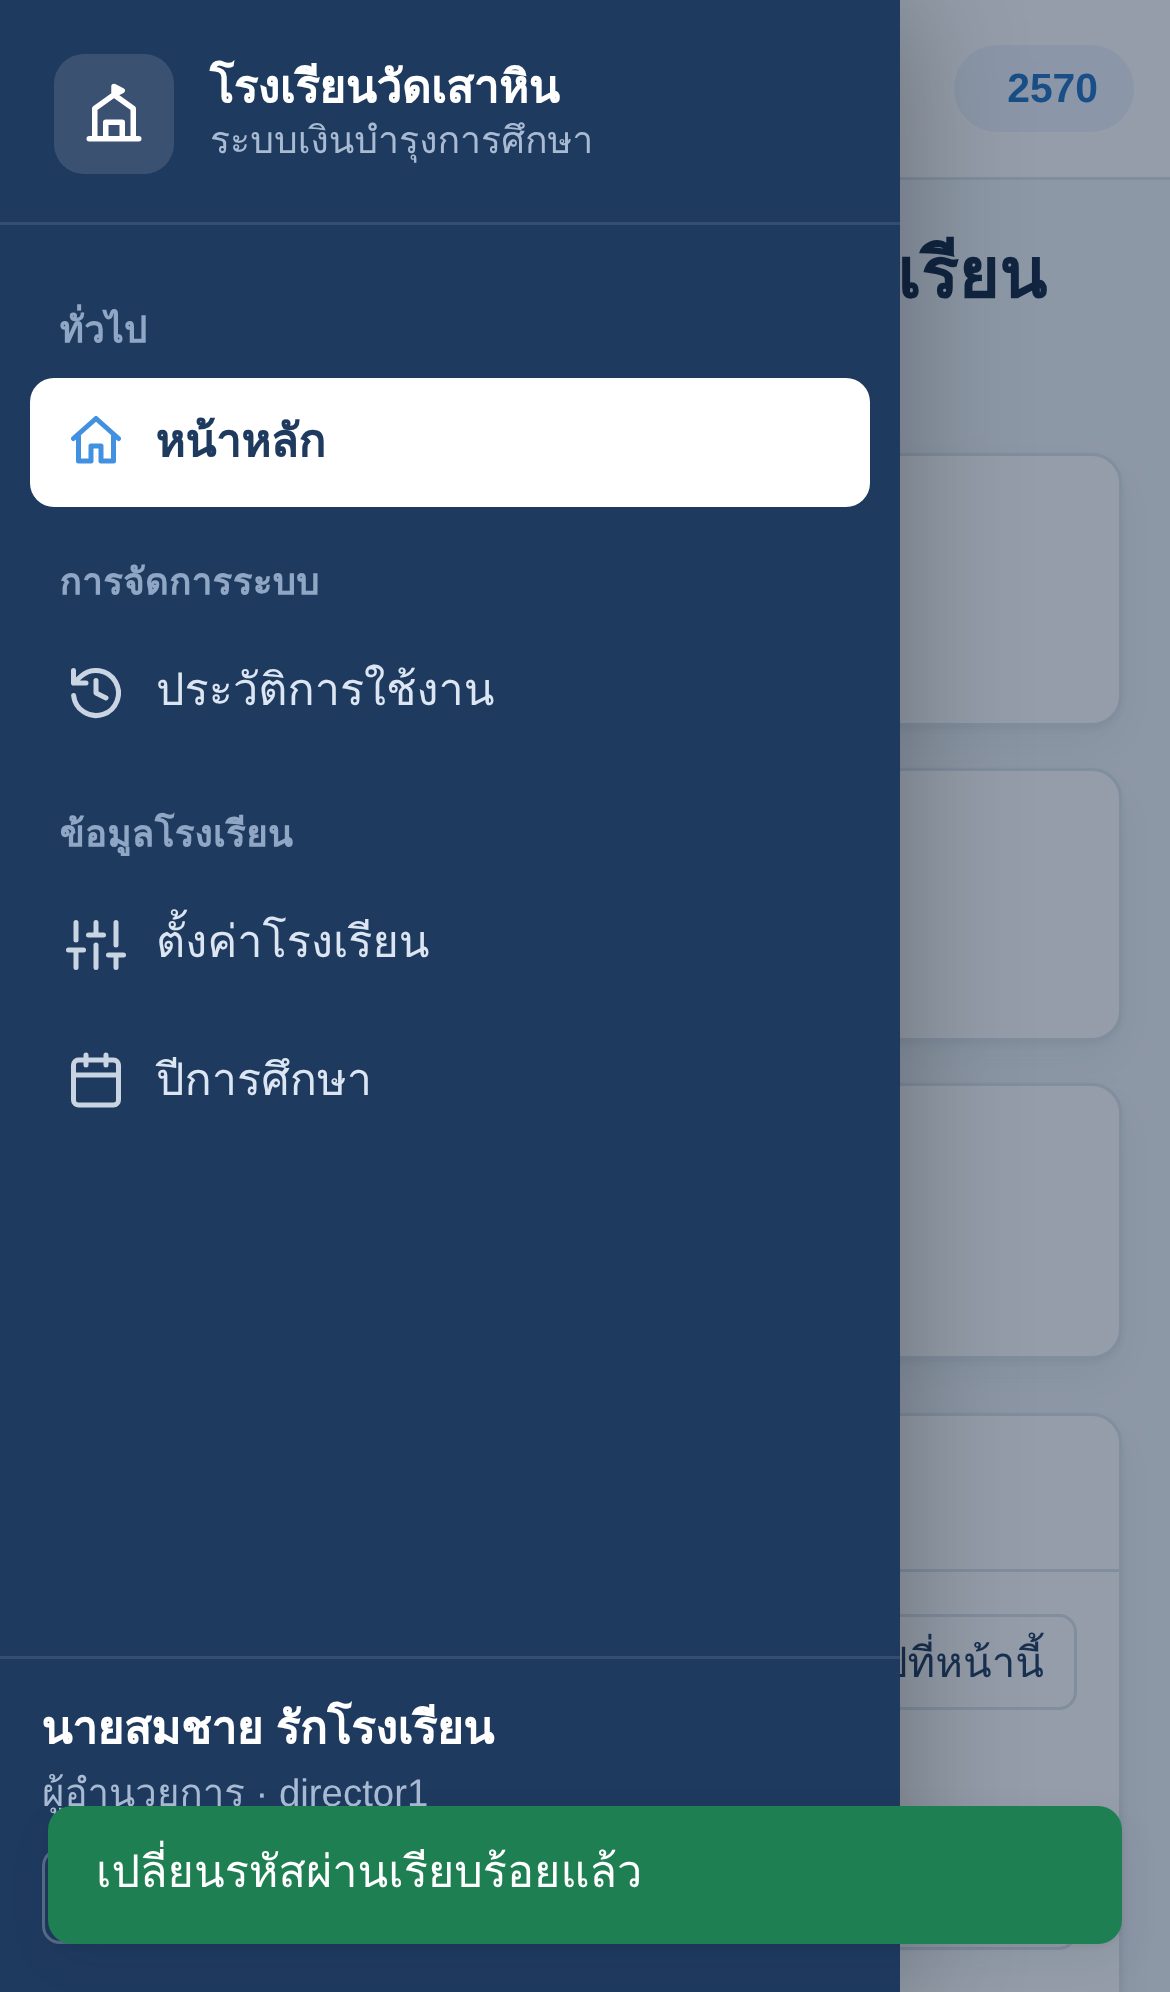 โรงเรียนวัดเสาหิน
ระบบเงินบำรุงการศึกษา
2570
เรียน
ทั่วไป
หน้าหลัก
การจัดการระบบ
ประวัติการใช้งาน
ข้อมูลโรงเรียน
ตั้งค่าโรงเรียน
ปีการศึกษา
ที่หน้านี้
นายสมชาย รักโรงเรียน
ผู้อำนวยการ · director1
เปลี่ยนรหัสผ่านเรียบร้อยแล้ว